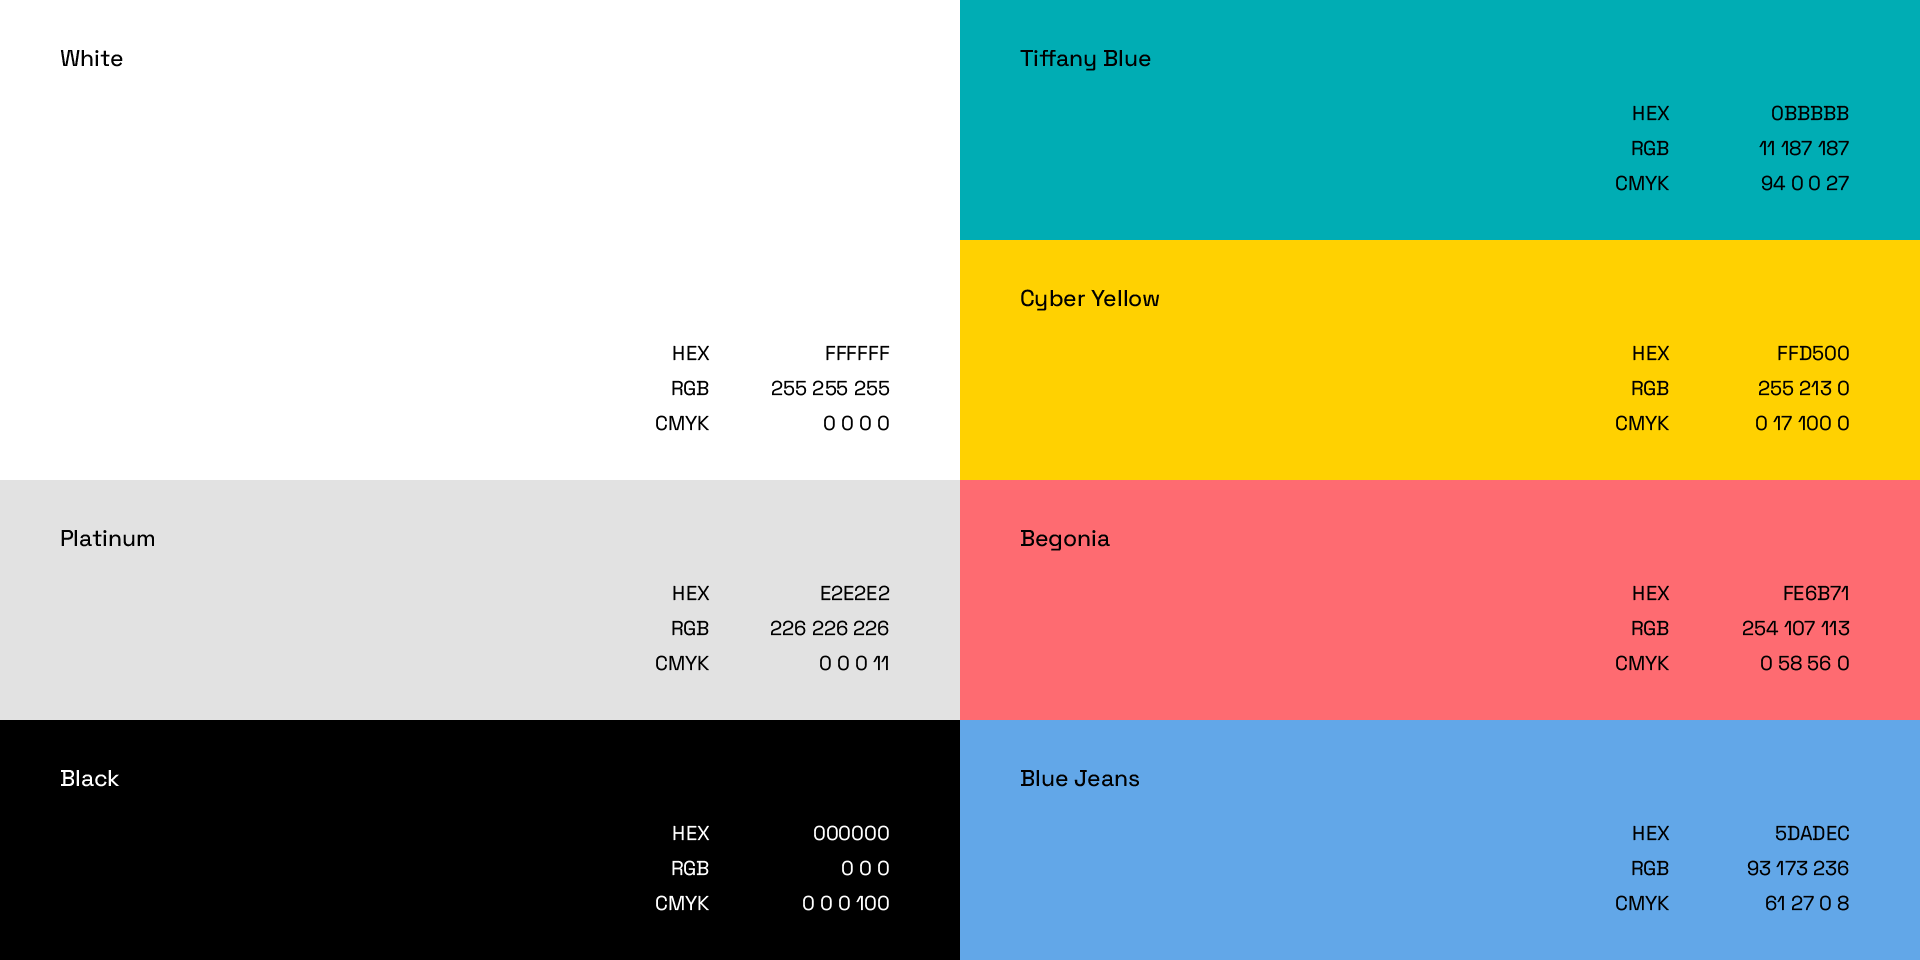 White
HEX FFFFFF
RGB 255 255 255
CMYK 0 0 0 0
Platinum
HEX E2E2E2
RGB 226 226 226
CMYK 0 0 0 11
Black
HEX 000000
RGB 0 0 0
CMYK 0 0 0 100
Tiffany Blue
HEX 0BBBBB
RGB 11 187 187
CMYK 94 0 0 27
Cyber Yellow
HEX FFD500
RGB 255 213 0
CMYK 0 17 100 0
Begonia
HEX FE6B71
RGB 254 107 113
CMYK 0 58 56 0
Blue Jeans
HEX 5DADEC
RGB 93 173 236
CMYK 61 27 0 8